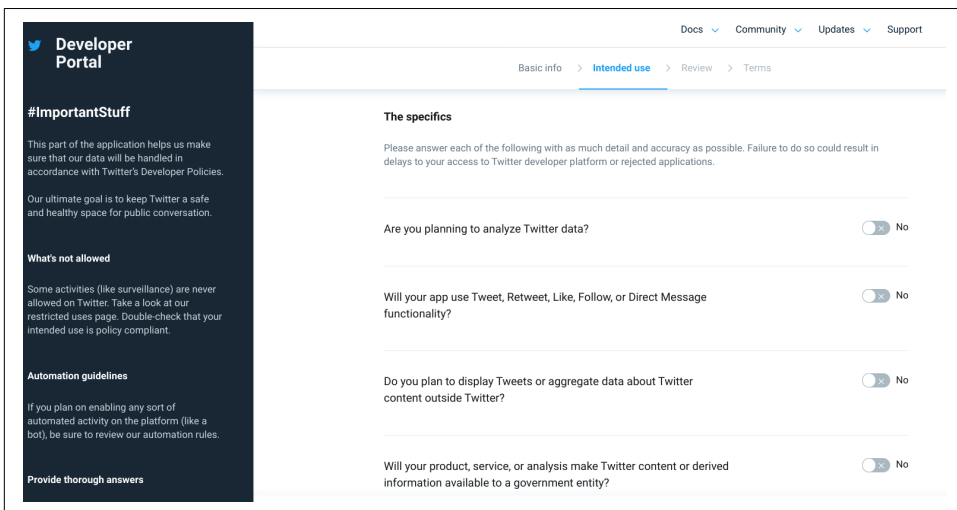 Developer
Portal
#ImportantStuff
This part of the application helps us make
sure that our data will be handled in
accordance with Twitter's Developer Policies.
Our ultimate goal is to keep Twitter a safe
and healthy space for public conversation.
What's not allowed
Some activities (like surveillance) are never
allowed on Twitter. Take a look at our
restricted uses page. Double-check that your
intended use is policy compliant.
Automation guidelines
If you plan on enabling any sort of
automated activity on the platform (like a
bot), be sure to review our automation rules.
Provide thorough answers
Docs Community Updates Support
Basic info > Intended use > Review > Terms
The specifics
Please answer each of the following with as much detail and accuracy as possible. Failure to do so could result in
delays to your access to Twitter developer platform or rejected applications.
Are you planning to analyze Twitter data? No
Will your app use Tweet, Retweet, Like, Follow, or Direct Message No
functionality?
Do you plan to display Tweets or aggregate data about Twitter No
content outside Twitter?
Will your product, service, or analysis make Twitter content or derived No
information available to a government entity?